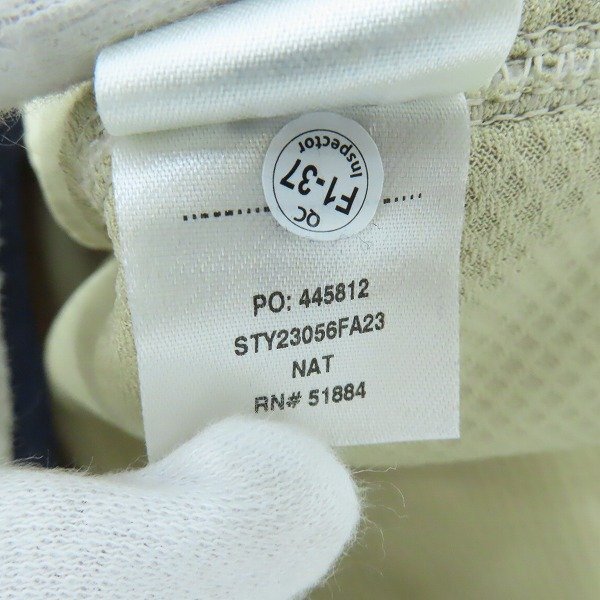 QC
F1-37
Inspector
PO: 445812
STY23056FA23
NAT
RN# 51884